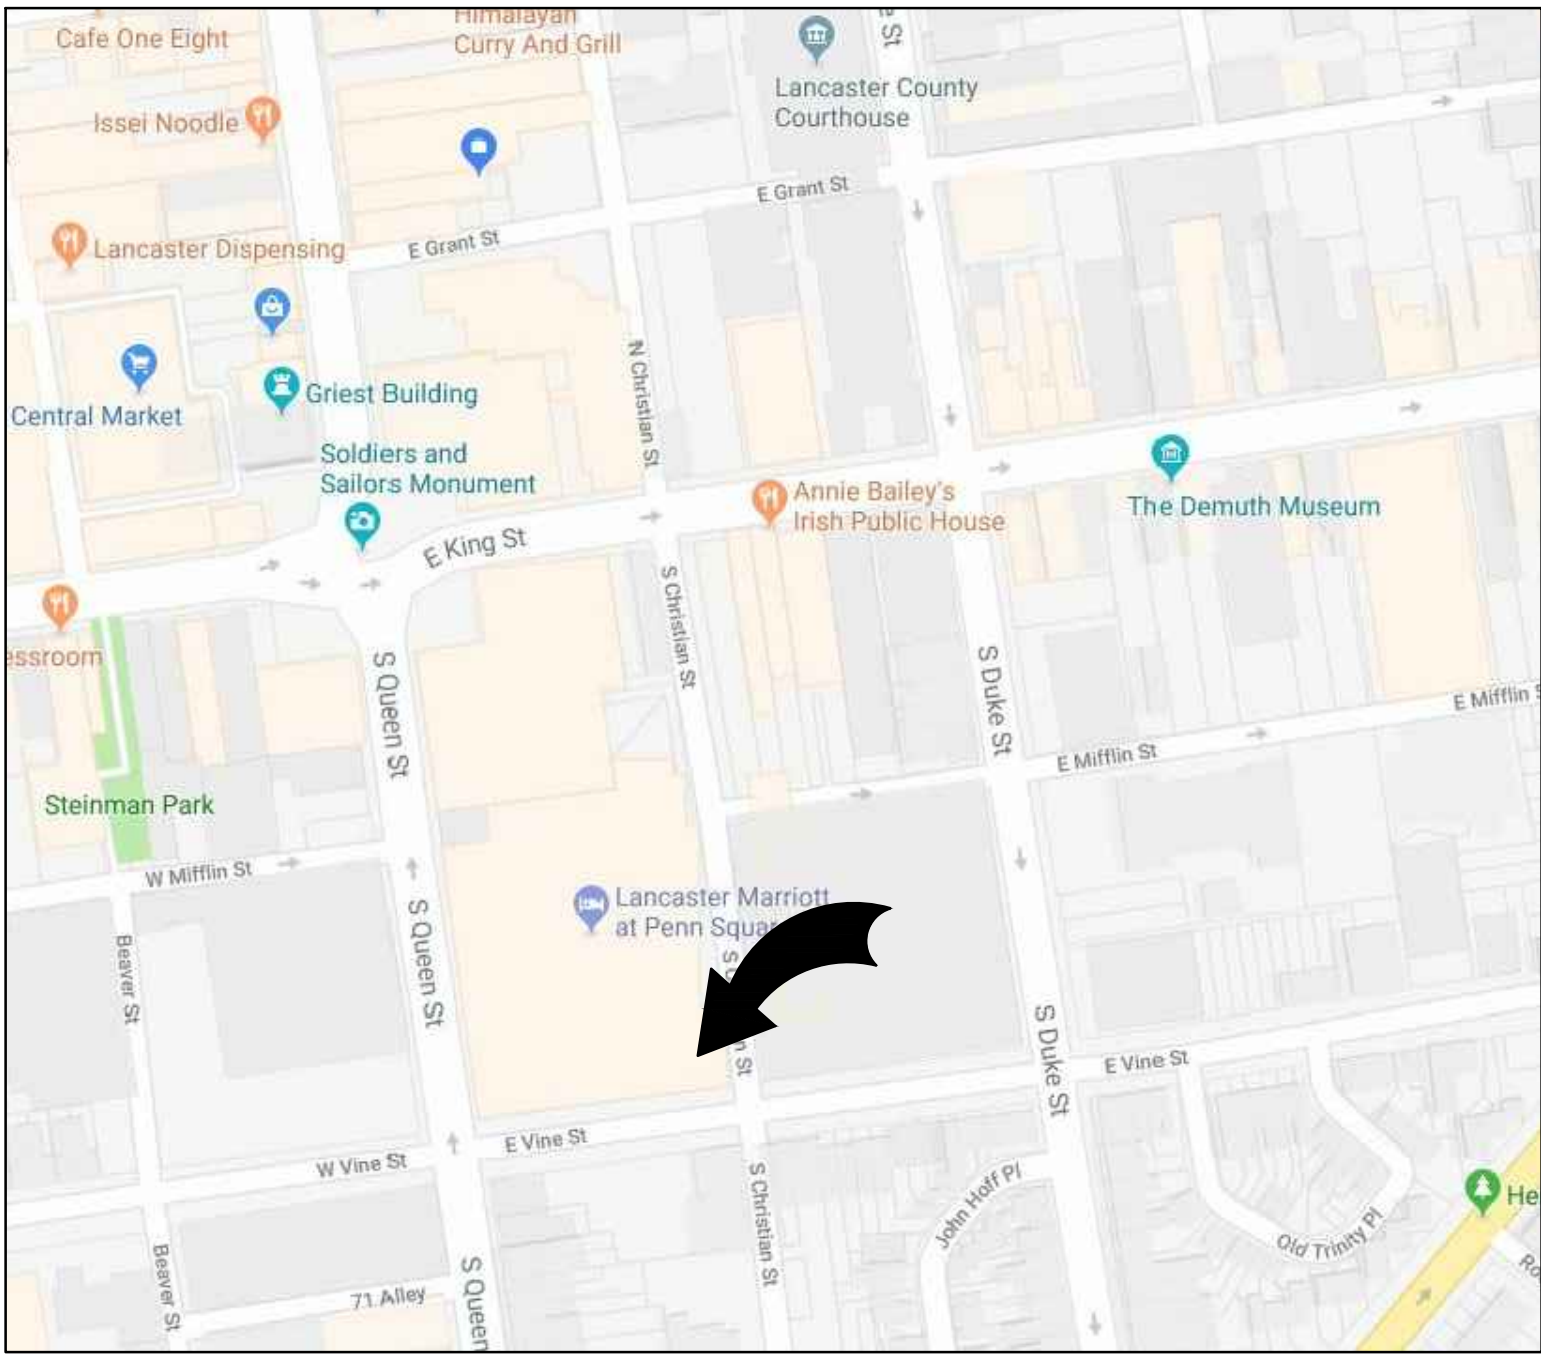 Himalayan
Curry And Grill
Cafe One Eight
e St
Lancaster County
Courthouse
Issei Noodle
E Grant St
E Grant St
Lancaster Dispensing
N Christian St
Griest Building
Central Market
Soldiers and
Sailors Monument
Annie Bailey's
Irish Public House
The Demuth Museum
E King St
S Christian St
essroom
S Queen St
S Duke St
E Mifflin S
E Mifflin St
Steinman Park
W Mifflin St
Lancaster Marriott
at Penn Squa
S Queen St
Beaver St
S
n St
S Duke St
E Vine St
E Vine St
W Vine St
S Christian St
John Hoff Pl
Old Trinity Pl
He
Ro
Beaver St
71 Alley
S Queen